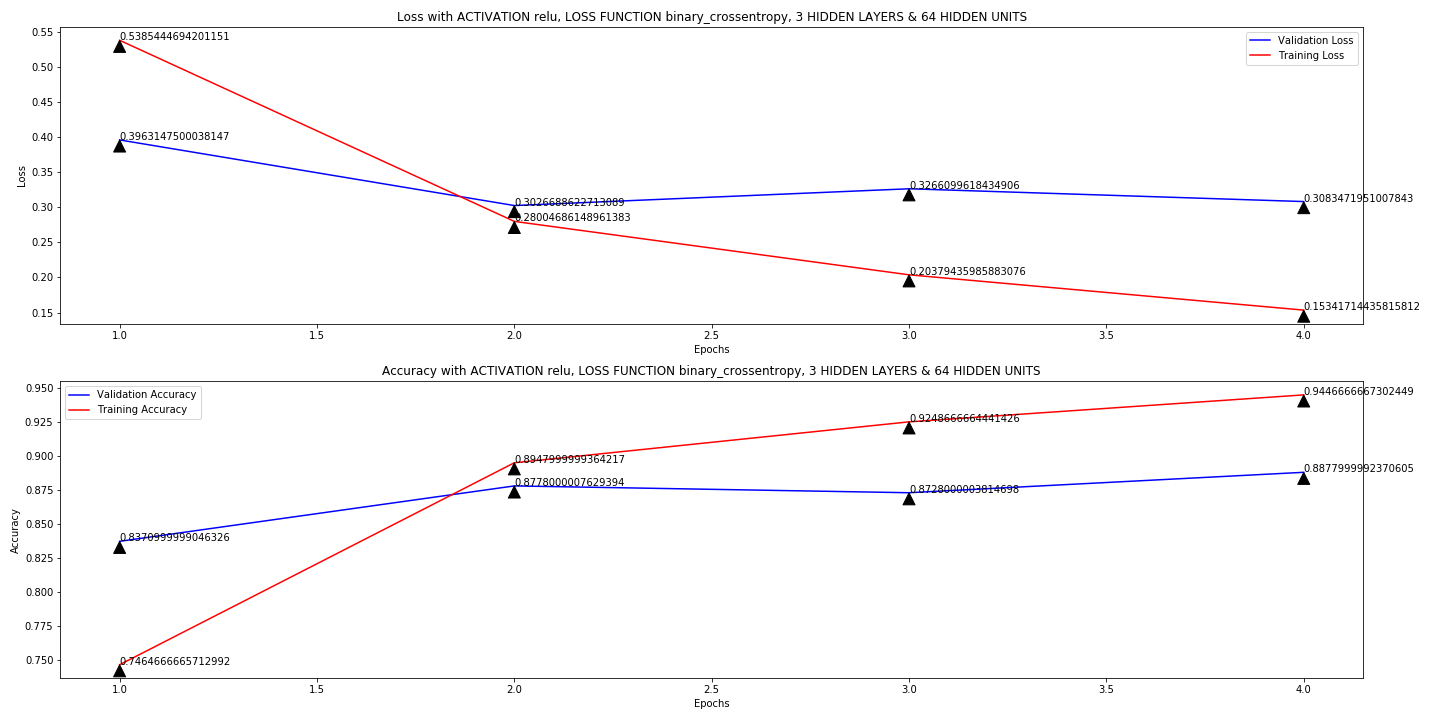 Loss with ACTIVATION relu, LOSS FUNCTION binary_crossentropy, 3 HIDDEN LAYERS & 64 HIDDEN UNITS
0.55
0.50
0.45
0.40
0.35
0.30
0.25
0.20
0.15
Loss
0.5385444694201151
0.3963147500038147
0.3026688622713089
0.28004686148961383
0.3266099618434906
0.20379435985883076
0.3083471951007843
0.15341714435815812
Validation Loss
Training Loss
1.0 1.5 2.0 2.5 3.0 3.5 4.0
Epochs
Accuracy with ACTIVATION relu, LOSS FUNCTION binary_crossentropy, 3 HIDDEN LAYERS & 64 HIDDEN UNITS
Validation Accuracy
Training Accuracy
0.950
0.925
0.900
0.875
0.850
0.825
0.800
0.775
0.750
Accuracy
0.8370999999046326
0.7464666665712992
0.8947999999364217
0.8778000007629394
0.9248666664441426
0.8728000003814698
0.9446666667302449
0.8877999992370605
1.0 1.5 2.0 2.5 3.0 3.5 4.0
Epochs